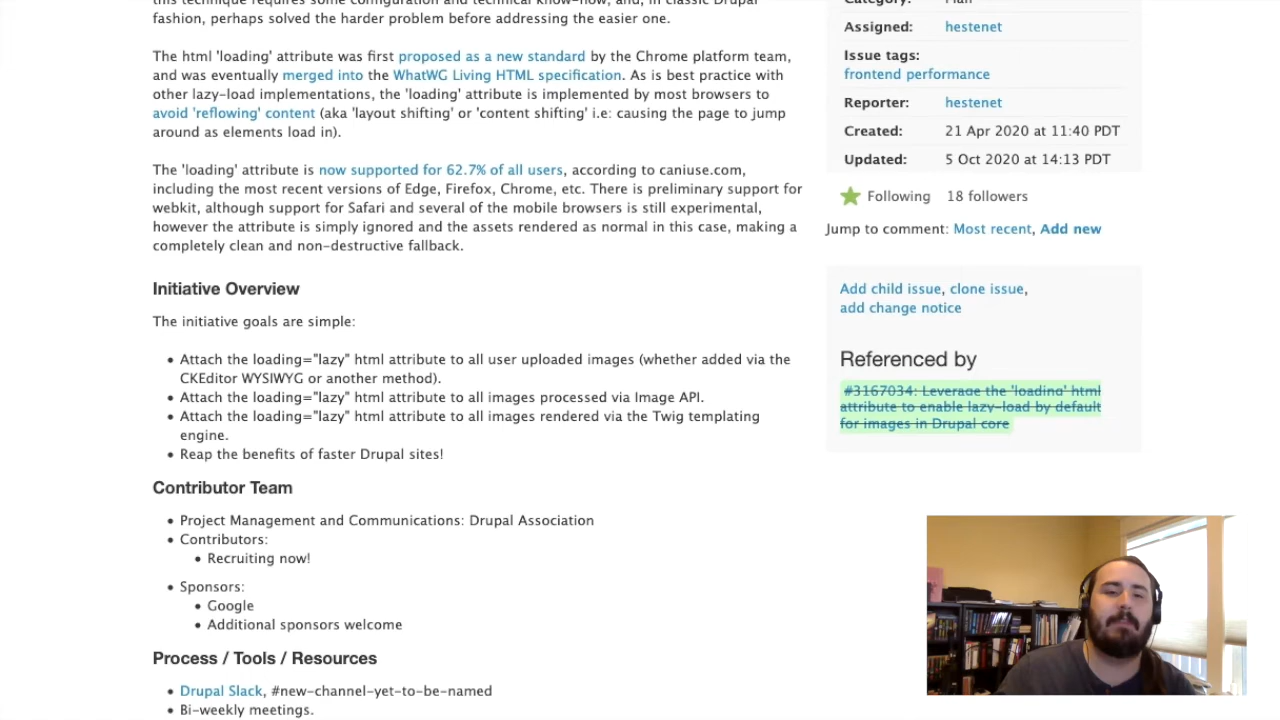 this technique requires some configuration and technical know-how, and, in classic Drupal
fashion, perhaps solved the harder problem before addressing the easier one.
The html 'loading' attribute was first proposed as a new standard by the Chrome platform team,
and was eventually merged into the WhatWG Living HTML specification. As is best practice with
other lazy-load implementations, the 'loading' attribute is implemented by most browsers to
avoid 'reflowing' content (aka 'layout shifting' or 'content shifting' i.e: causing the page to jump
around as elements load in).
The 'loading' attribute is now supported for 62.7% of all users, according to caniuse.com,
including the most recent versions of Edge, Firefox, Chrome, etc. There is preliminary support for
webkit, although support for Safari and several of the mobile browsers is still experimental,
however the attribute is simply ignored and the assets rendered as normal in this case, making a
completely clean and non-destructive fallback.
Initiative Overview
The initiative goals are simple:
• Attach the loading="lazy" html attribute to all user uploaded images (whether added via the
CKEditor WYSIWYG or another method).
• Attach the loading="lazy" html attribute to all images processed via Image API.
• Attach the loading="lazy" html attribute to all images rendered via the Twig templating
engine.
• Reap the benefits of faster Drupal sites!
Contributor Team
• Project Management and Communications: Drupal Association
• Contributors:
• Recruiting now!
• Sponsors:
• Google
• Additional sponsors welcome
Process / Tools / Resources
• Drupal Slack, #new-channel-yet-to-be-named
• Bi-weekly meetings.
Category: Plan
Assigned: hestenet
Issue tags:
frontend performance
Reporter: hestenet
Created: 21 Apr 2020 at 11:40 PDT
Updated: 5 Oct 2020 at 14:13 PDT
Following 18 followers
Jump to comment: Most recent, Add new
Add child issue, clone issue,
add change notice
Referenced by
#3167034: Leverage the 'loading' html
attribute to enable lazy-load by default
for images in Drupal core